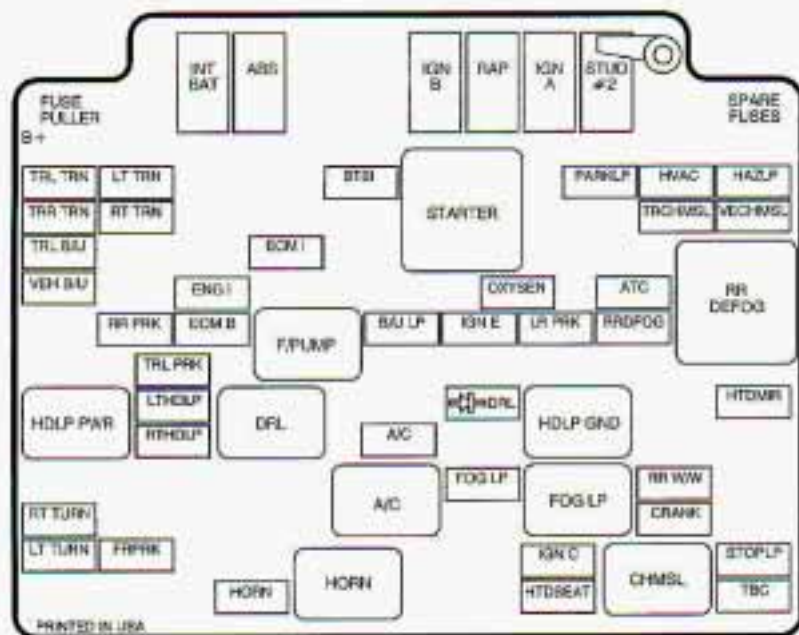 INT BAT
ABS
IGN B
RAP
IGN A
STUD #2
FUSE PULLER
B+
SPARE FUSES
TRL TRN
LT TRN
BTSI
STARTER
PARKLP
HVAC
HAZLP
TRR TRN
RT TRN
TRCHMSL
VECHMSL
TRL B/U
ECM I
VEH B/U
ENG I
OXYSEN
ATC
RR DEFOG
RR PRK
ECM B
F/PUMP
B/U LP
IGN E
LR PRK
RRDFOG
TRL PRK
HDLP PWR
LTHDLP
DRL
HDLP GND
HTDMIR
RTHDLP
A/C
A/C
FOG LP
FOG LP
RR W/W
CRANK
RT TURN
LT TURN
FRPRK
HORN
HORN
IGN C
HTDSEAT
CHMSL
STOPLP
TBC
PRINTED IN USA